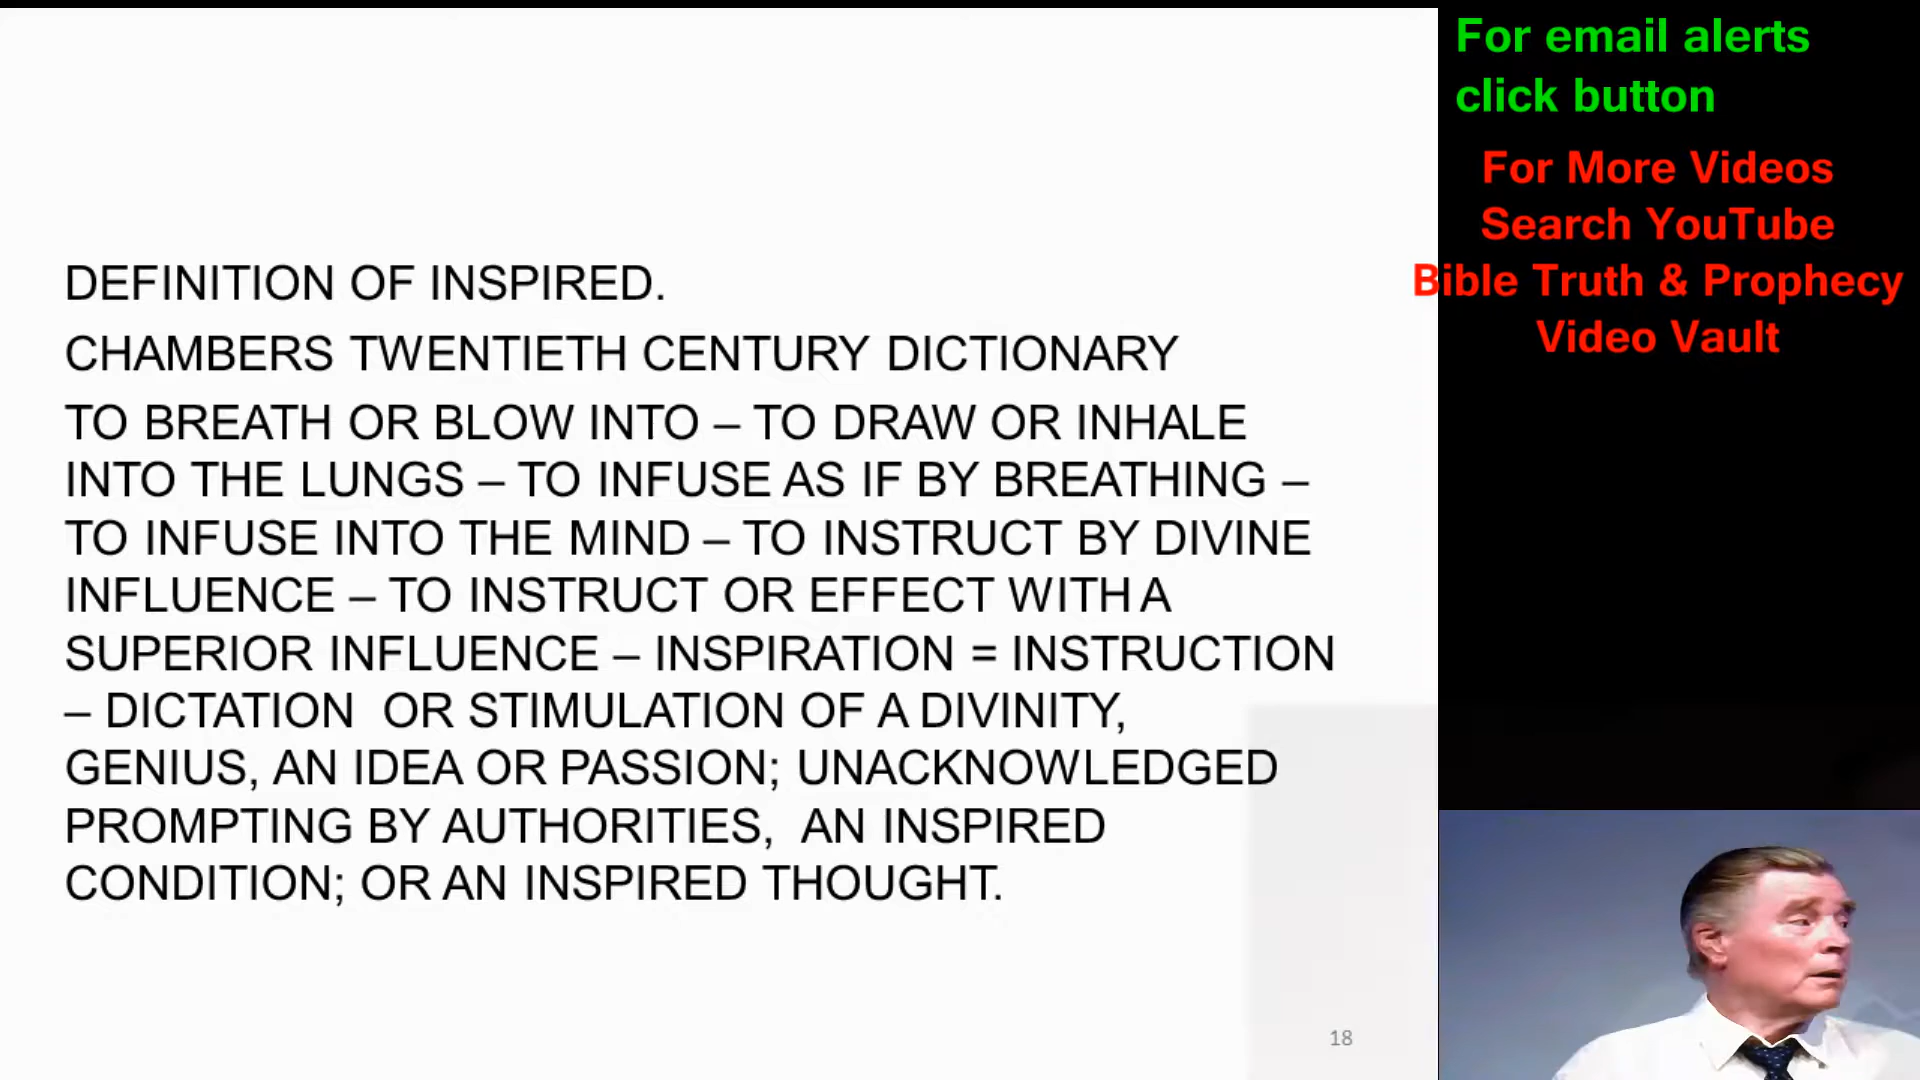 DEFINITION OF INSPIRED.
CHAMBERS TWENTIETH CENTURY DICTIONARY
TO BREATH OR BLOW INTO – TO DRAW OR INHALE
INTO THE LUNGS – TO INFUSE AS IF BY BREATHING –
TO INFUSE INTO THE MIND – TO INSTRUCT BY DIVINE
INFLUENCE – TO INSTRUCT OR EFFECT WITH A
SUPERIOR INFLUENCE – INSPIRATION = INSTRUCTION
– DICTATION OR STIMULATION OF A DIVINITY,
GENIUS, AN IDEA OR PASSION; UNACKNOWLEDGED
PROMPTING BY AUTHORITIES, AN INSPIRED
CONDITION; OR AN INSPIRED THOUGHT.
18
For email alerts
click button
For More Videos
Search YouTube
Bible Truth & Prophecy
Video Vault